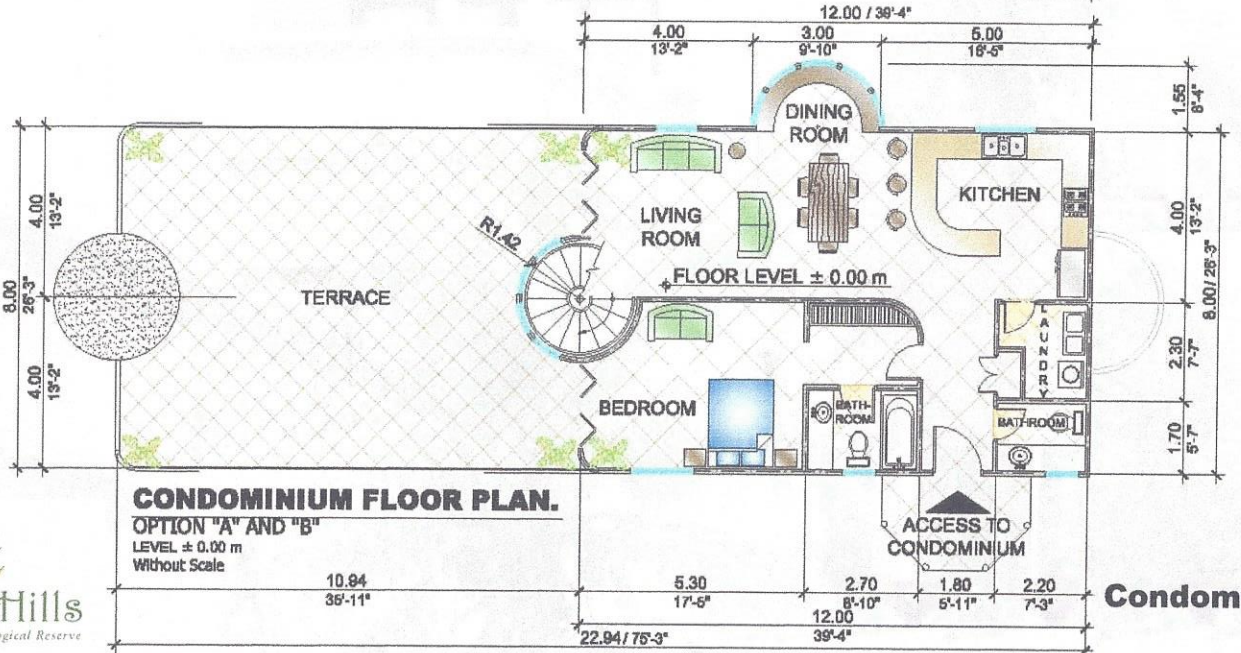 12.00 / 39'-4"
4.00
13'-2"
3.00
9'-10"
5.00
16'-5"
1.55
8.00
26'-3"
4.00
13'-2"
4.00
13'-2"
DINING
ROOM
KITCHEN
LIVING
ROOM
R1.42
TERRACE
FLOOR LEVEL ± 0.00 m
4.00
13'-2"
8.00 / 26'-3"
2.30
7'-7"
1.70
5'-7"
LAUNDRY
BEDROOM
BATH-
ROOM
BATHROOM
CONDOMINIUM FLOOR PLAN.
OPTION "A" AND "B"
LEVEL ± 0.00 m
Without Scale
ACCESS TO
CONDOMINIUM
10.94
35'-11"
5.30
17'-5"
2.70
8'-10"
1.80
5'-11"
2.20
7'-3"
12.00
39'-4"
22.94 / 75'-3"
Hills
ogical Reserve
Condom